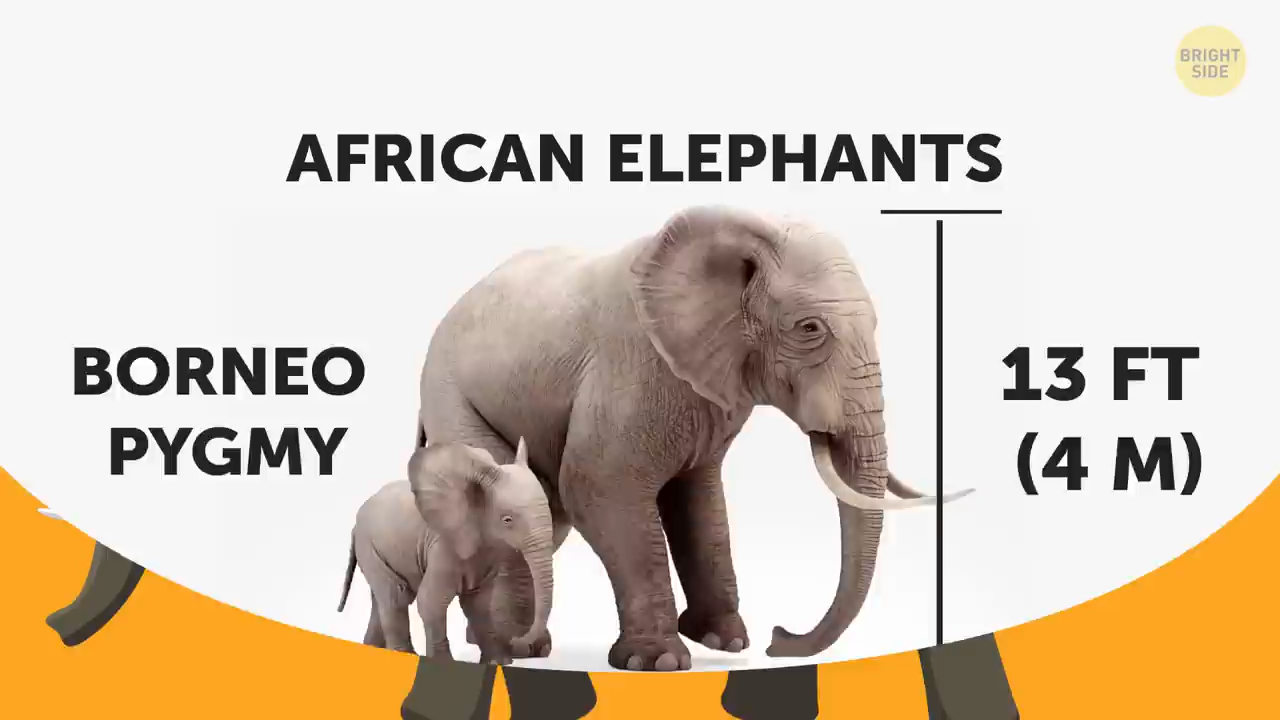 BRIGHT
SIDE
AFRICAN ELEPHANTS
BORNEO
PYGMY
13 FT
(4 M)